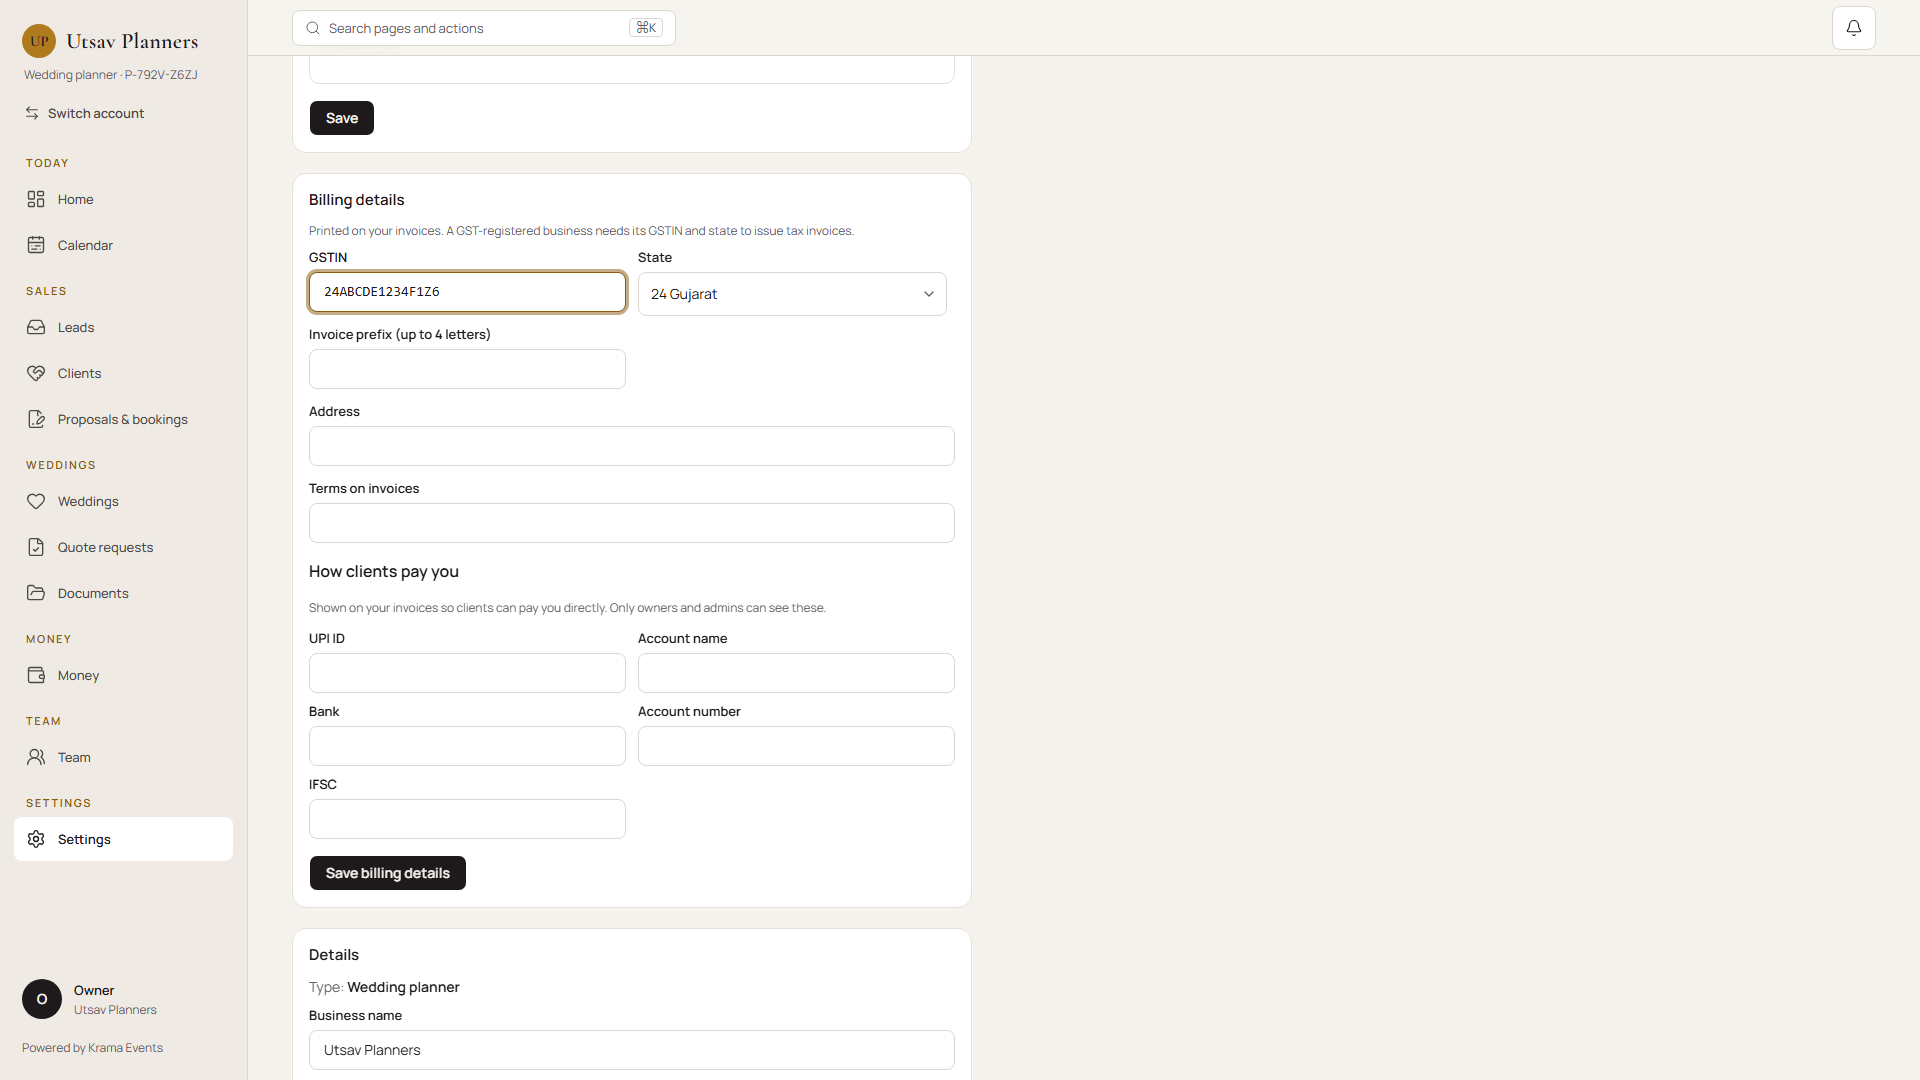 UP Utsav Planners
Wedding planner · P-792V-Z6ZJ
Switch account
TODAY
Home
Calendar
SALES
Leads
Clients
Proposals & bookings
WEDDINGS
Weddings
Quote requests
Documents
MONEY
Money
TEAM
Team
SETTINGS
Settings
O Owner
Utsav Planners
Powered by Krama Events
Search pages and actions ⌘K
Save
Billing details
Printed on your invoices. A GST-registered business needs its GSTIN and state to issue tax invoices.
GSTIN State
24ABCDE1234F1Z6 24 Gujarat
Invoice prefix (up to 4 letters)
Address
Terms on invoices
How clients pay you
Shown on your invoices so clients can pay you directly. Only owners and admins can see these.
UPI ID Account name
Bank Account number
IFSC
Save billing details
Details
Type: Wedding planner
Business name
Utsav Planners